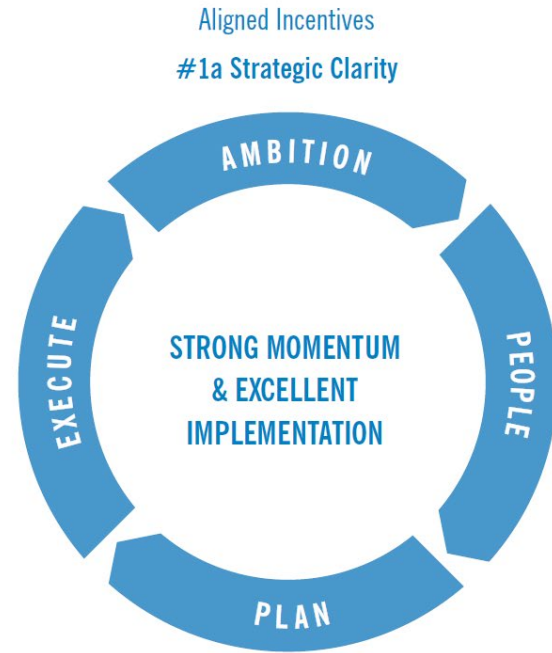 Aligned Incentives
#1a Strategic Clarity
AMBITION
PEOPLE
STRONG MOMENTUM
& EXCELLENT
IMPLEMENTATION
EXECUTE
PLAN